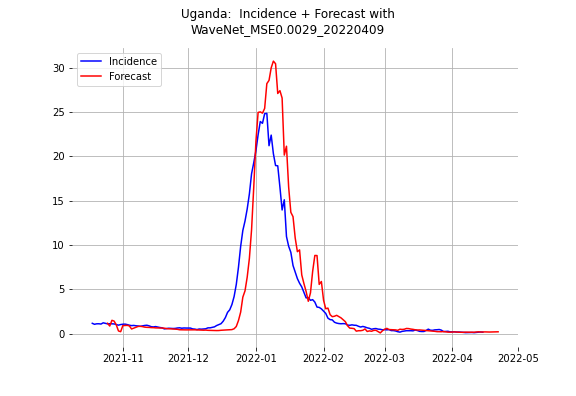 Uganda:  Incidence + Forecast with
WaveNet_MSE0.0029_20220409
Incidence
Forecast
30
25
20
15
10
5
0
2021-11 2021-12 2022-01 2022-02 2022-03 2022-04 2022-05